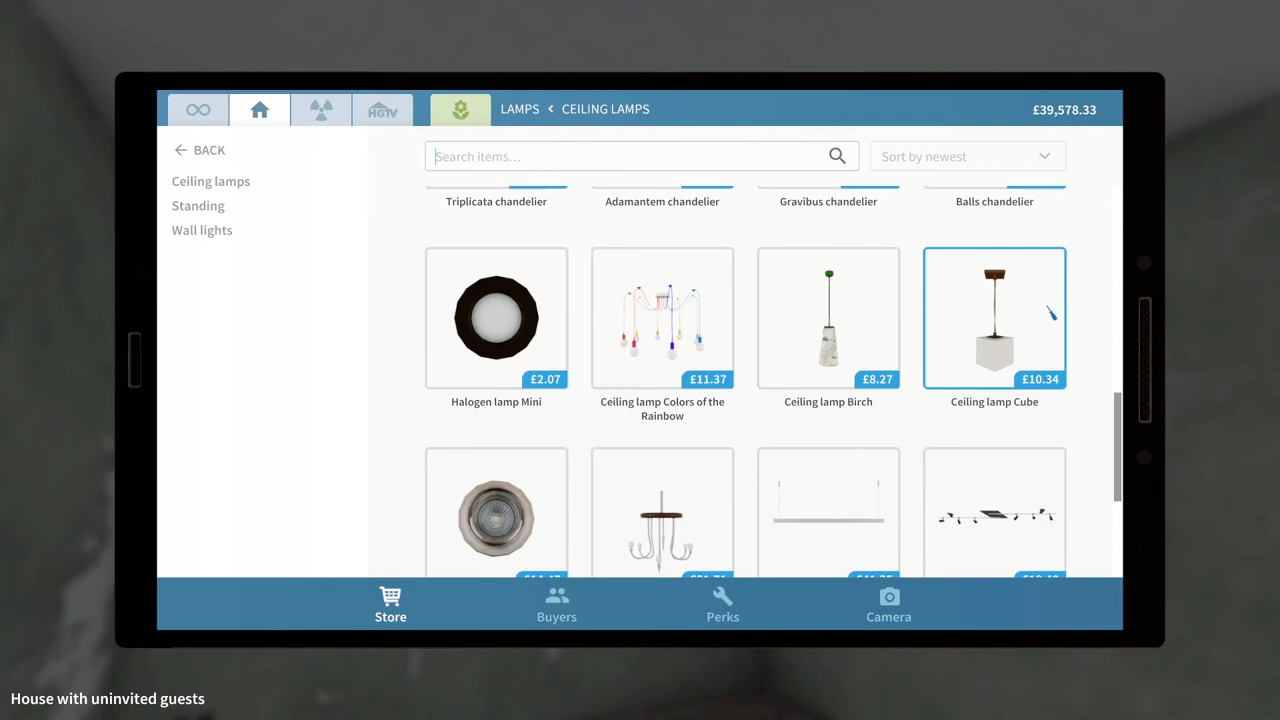 HGTV
LAMPS < CEILING LAMPS
£39,578.33
BACK
Ceiling lamps
Standing
Wall lights
Search items...
Sort by newest
Triplicata chandelier
Adamantem chandelier
Gravibus chandelier
Balls chandelier
£2.07
£11.37
£8.27
£10.34
Halogen lamp Mini
Ceiling lamp Colors of the
Rainbow
Ceiling lamp Birch
Ceiling lamp Cube
Store
Buyers
Perks
Camera
House with uninvited guests